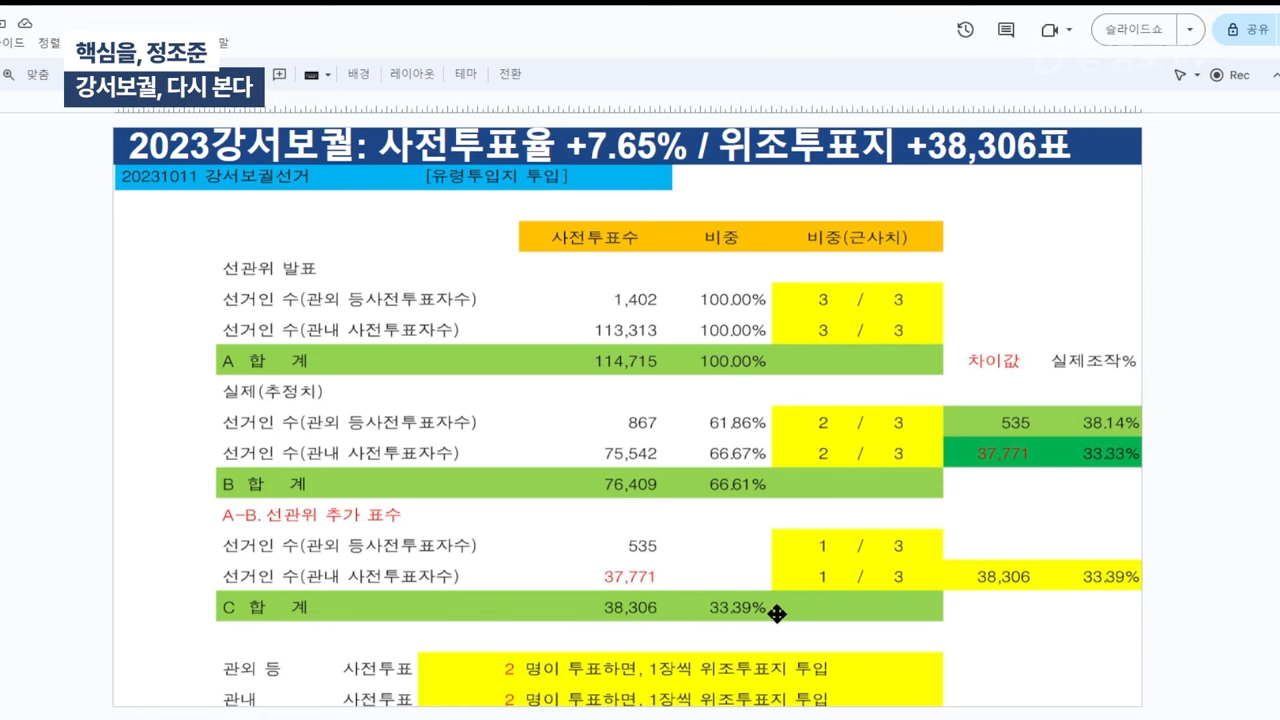 슬라이드쇼
공유
이드 정렬 말
핵심을, 정조준
강서보궐, 다시 본다
맞춤 배경 레이아웃 테마 전환 Rec
2023강서보궐: 사전투표율 +7.65% / 위조투표지 +38,306표
20231011 강서보궐선거 [유령투입지 투입]
사전투표수 비중 비중(근사치)
선관위 발표
선거인 수(관외 등사전투표자수) 1,402 100.00% 3 / 3
선거인 수(관내 사전투표자수) 113,313 100.00% 3 / 3
A 합 계 114,715 100.00% 차이값 실제조작%
실제(추정치)
선거인 수(관외 등사전투표자수) 867 61.86% 2 / 3 535 38.14%
선거인 수(관내 사전투표자수) 75,542 66.67% 2 / 3 37,771 33.33%
B 합 계 76,409 66.61%
A-B. 선관위 추가 표수
선거인 수(관외 등사전투표자수) 535 1 / 3
선거인 수(관내 사전투표자수) 37,771 1 / 3 38,306 33.39%
C 합 계 38,306 33.39%
관외 등 사전투표 2 명이 투표하면, 1장씩 위조투표지 투입
관내 사전투표 2 명이 투표하면, 1장씩 위조투표지 투입